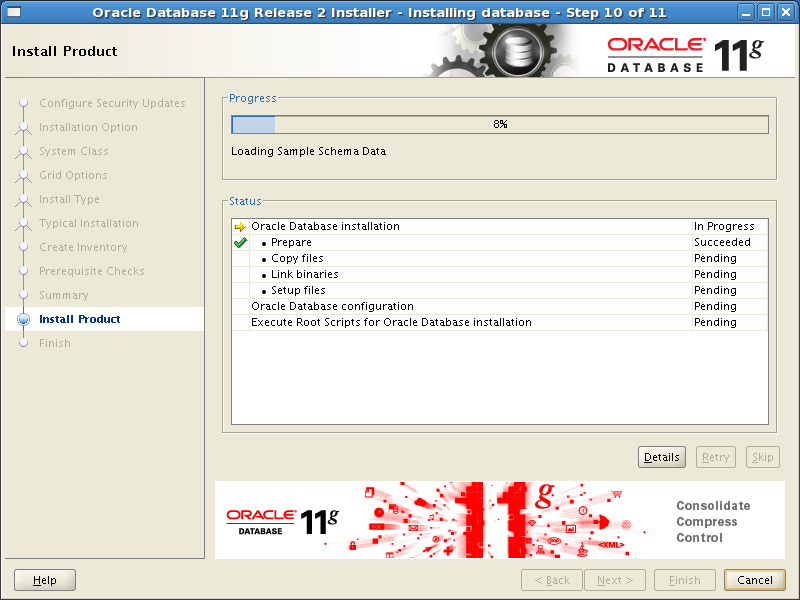 Oracle Database 11g Release 2 Installer - Installing database - Step 10 of 11
Install Product
ORACLE
DATABASE 11g
Configure Security Updates
Installation Option
System Class
Grid Options
Install Type
Typical Installation
Create Inventory
Prerequisite Checks
Summary
Install Product
Finish
Progress
8%
Loading Sample Schema Data
Status
Oracle Database installation In Progress
• Prepare Succeeded
• Copy files Pending
• Link binaries Pending
• Setup files Pending
Oracle Database configuration Pending
Execute Root Scripts for Oracle Database installation Pending
Details Retry Skip
ORACLE
DATABASE 11g
11g
<XML>
Consolidate
Compress
Control
Help < Back Next > Finish Cancel